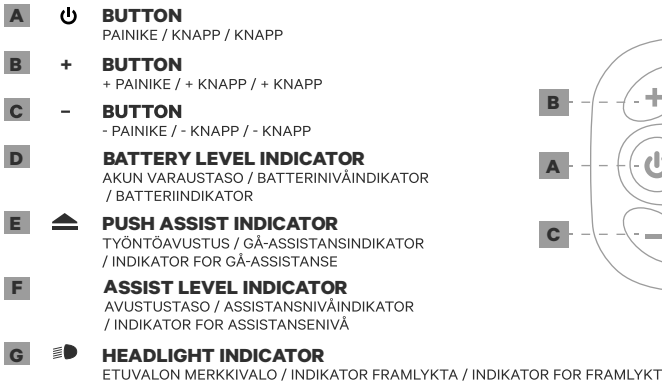 A BUTTON
PAINIKE / KNAPP / KNAPP
B + BUTTON
+ PAINIKE / + KNAPP / + KNAPP
C – BUTTON
- PAINIKE / - KNAPP / - KNAPP
D BATTERY LEVEL INDICATOR
AKUN VARAUSTASO / BATTERINIVÅINDIKATOR
/ BATTERIINDIKATOR
E PUSH ASSIST INDICATOR
TYÖNTÖAVUSTUS / GÅ-ASSISTANSINDIKATOR
/ INDIKATOR FOR GÅ-ASSISTANSE
F ASSIST LEVEL INDICATOR
AVUSTUSTASO / ASSISTANSNIVÅINDIKATOR
/ INDIKATOR FOR ASSISTANSENIVÅ
G HEADLIGHT INDICATOR
ETUVALON MERKKIVALO / INDIKATOR FRAMLYKTA / INDIKATOR FOR FRAMLYKT
B +
A
C –